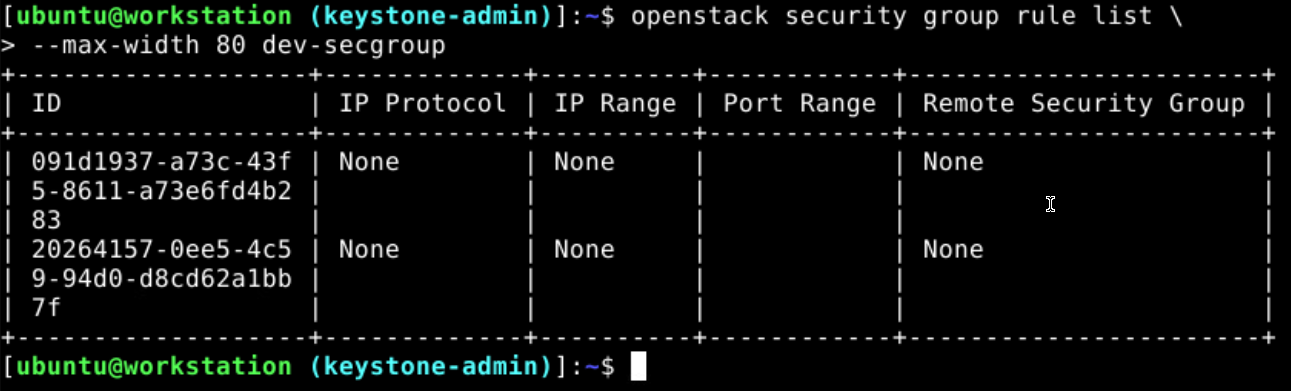 [ubuntu@workstation (keystone-admin)]:~$ openstack security group rule list \
> --max-width 80 dev-secgroup
+--------------------+-------------+----------+------------+-----------------------+
| ID                 | IP Protocol | IP Range | Port Range | Remote Security Group |
+--------------------+-------------+----------+------------+-----------------------+
| 091d1937-a73c-43f  | None        | None     |            | None                  |
| 5-8611-a73e6fd4b2  |             |          |            |                       |
| 83                 |             |          |            |                       |
| 20264157-0ee5-4c5  | None        | None     |            | None                  |
| 9-94d0-d8cd62a1bb  |             |          |            |                       |
| 7f                 |             |          |            |                       |
+--------------------+-------------+----------+------------+-----------------------+
[ubuntu@workstation (keystone-admin)]:~$